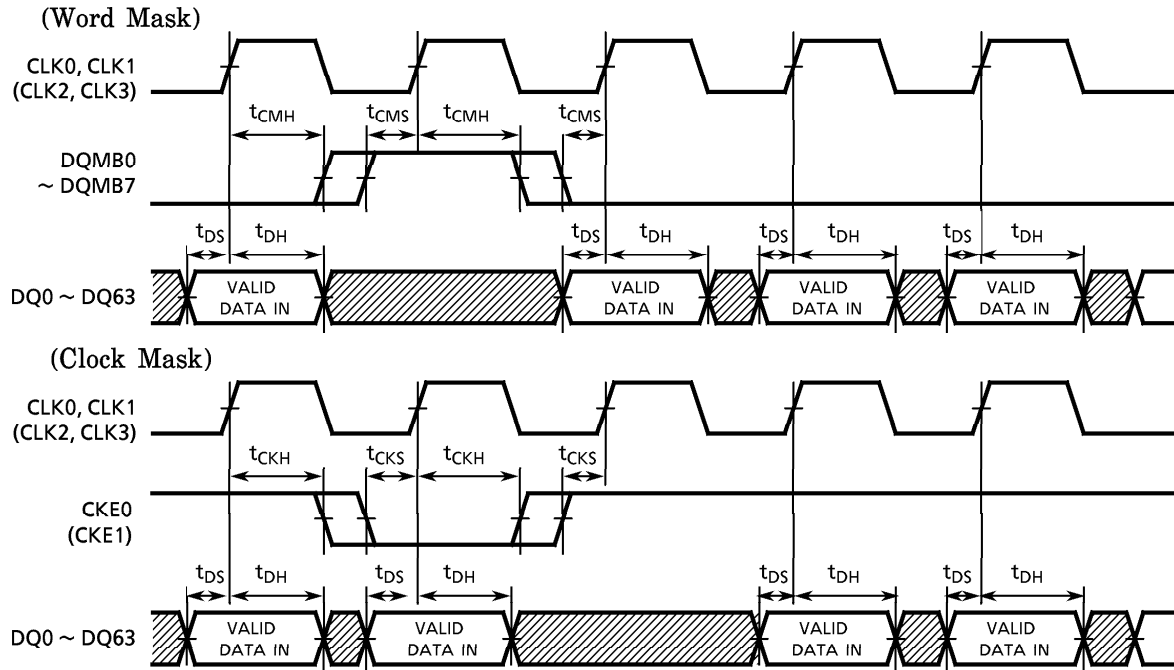 (Word Mask)
CLK0, CLK1
(CLK2, CLK3)
tCMH tCMS tCMH tCMS
DQMB0
~ DQMB7
tDS tDH tDS tDH tDS tDH tDS tDH
DQ0 ~ DQ63
VALID DATA IN VALID DATA IN VALID DATA IN VALID DATA IN
(Clock Mask)
CLK0, CLK1
(CLK2, CLK3)
tCKH tCKS tCKH tCKS
CKE0
(CKE1)
tDS tDH tDS tDH tDS tDH tDS tDH
DQ0 ~ DQ63
VALID DATA IN VALID DATA IN VALID DATA IN VALID DATA IN